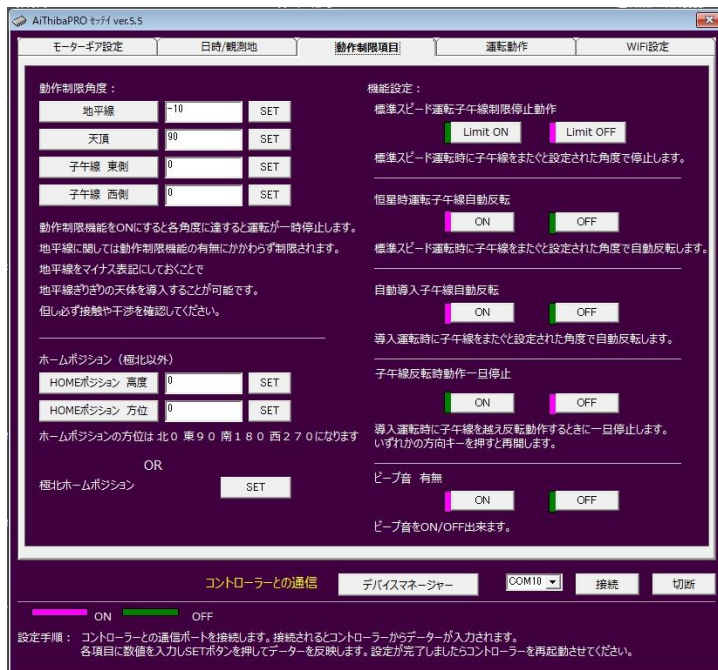 AiThibaPRO ｾｯﾃｲ ver.5.5
モーターギア設定
日時/観測地
動作制限項目
運転動作
WiFi設定
動作制限角度：
地平線 -10 SET
天頂 90 SET
子午線 東側 0 SET
子午線 西側 0 SET
動作制限機能をONにすると各角度に達すると運転が一時停止します。
地平線に関しては動作制限機能の有無にかかわらず制限されます。
地平線をマイナス表記にしておくことで
地平線ぎりぎりの天体を導入することが可能です。
但し必ず接触や干渉を確認してください。
ホームポジション（極北以外）
HOMEポジション 高度 0 SET
HOMEポジション 方位 0 SET
ホームポジションの方位は 北０ 東９０ 南１８０ 西２７０になります
OR
極北ホームポジション SET
機能設定：
標準スピード運転子午線制限停止動作
Limit ON Limit OFF
標準スピード運転時に子午線をまたぐと設定された角度で停止します。
恒星時運転子午線自動反転
ON OFF
標準スピード運転時に子午線をまたぐと設定された角度で自動反転します。
自動導入子午線自動反転
ON OFF
導入運転時に子午線をまたぐと設定された角度で自動反転します。
子午線反転時動作一旦停止
ON OFF
導入運転時に子午線を越え反転動作するときに一旦停止します。
いずれかの方向キーを押すと再開します。
ビープ音 有無
ON OFF
ビープ音をON/OFF出来ます。
コントローラーとの通信 デバイスマネージャー COM10 接続 切断
ON OFF
設定手順： コントローラーとの通信ポートを接続します。接続されるとコントローラーからデーターが入力されます。
各項目に数値を入力しSETボタンを押してデーターを反映します。設定が完了しましたらコントローラーを再起動させてください。